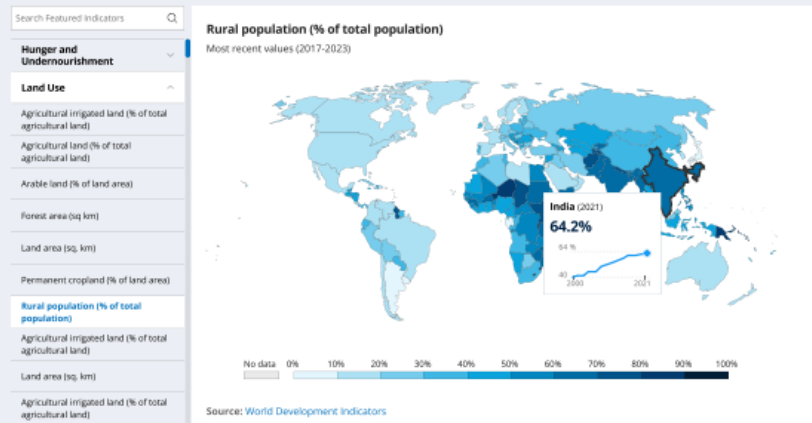 Search Featured Indicators
Hunger and
Undernourishment
Land Use
Agricultural irrigated land (% of total
agricultural land)
Agricultural land (% of total
agricultural land)
Arable land (% of land area)
Forest area (sq km)
Land area (sq. km)
Permanent cropland (% of land area)
Rural population (% of total
population)
Agricultural irrigated land (% of total
agricultural land)
Land area (sq. km)
Agricultural irrigated land (% of total
agricultural land)
Rural population (% of total population)
Most recent values (2017-2023)
India (2021)
64.2%
64 %
40
2000 2021
No data 0% 10% 20% 30% 40% 50% 60% 70% 80% 90% 100%
Source: World Development Indicators